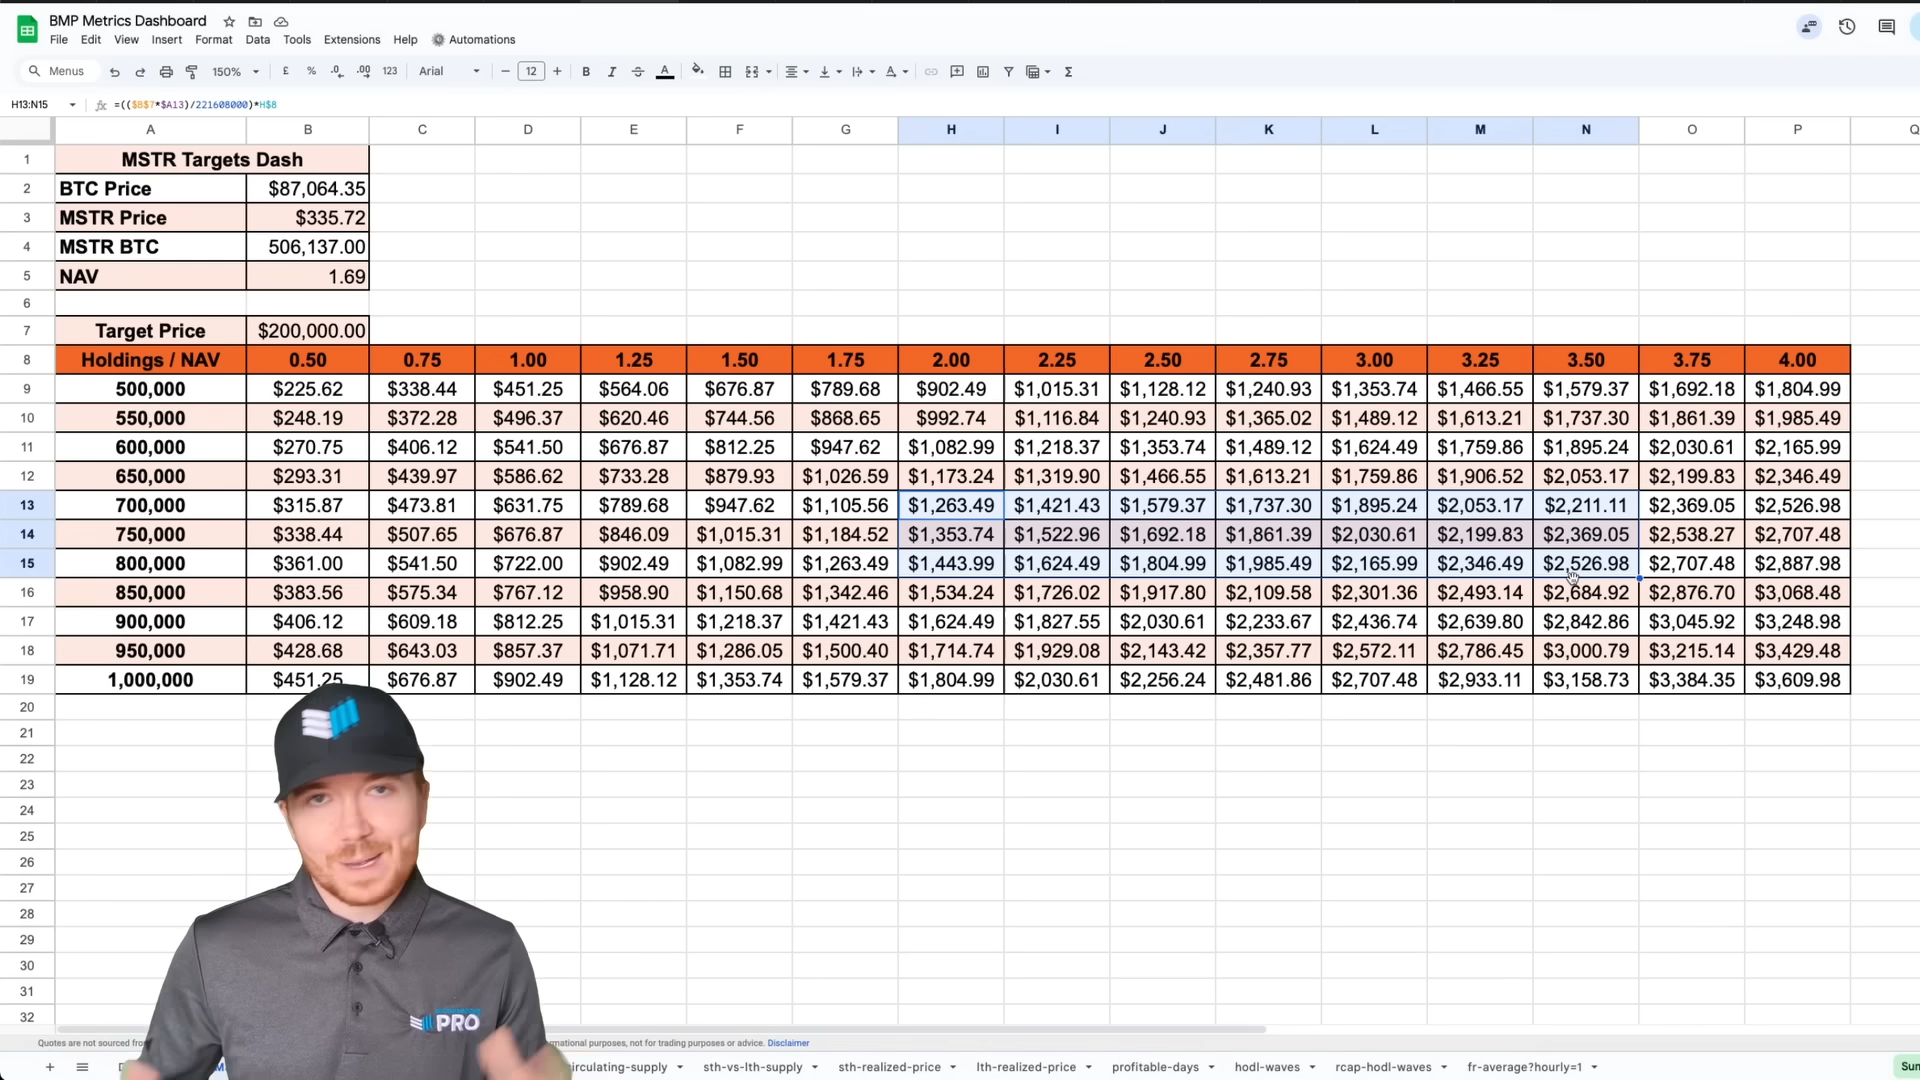 BMP Metrics Dashboard
File Edit View Insert Format Data Tools Extensions Help Automations
Menus 150% £ % .0 .00 123 Arial 12 B I A Σ
H13:N15 fx =(($B$7*$A13)/221608000)*H$8
A B C D E F G H I J K L M N O P Q
1 MSTR Targets Dash
2 BTC Price $87,064.35
3 MSTR Price $335.72
4 MSTR BTC 506,137.00
5 NAV 1.69
6
7 Target Price $200,000.00
8 Holdings / NAV 0.50 0.75 1.00 1.25 1.50 1.75 2.00 2.25 2.50 2.75 3.00 3.25 3.50 3.75 4.00
9 500,000 $225.62 $338.44 $451.25 $564.06 $676.87 $789.68 $902.49 $1,015.31 $1,128.12 $1,240.93 $1,353.74 $1,466.55 $1,579.37 $1,692.18 $1,804.99
10 550,000 $248.19 $372.28 $496.37 $620.46 $744.56 $868.65 $992.74 $1,116.84 $1,240.93 $1,365.02 $1,489.12 $1,613.21 $1,737.30 $1,861.39 $1,985.49
11 600,000 $270.75 $406.12 $541.50 $676.87 $812.25 $947.62 $1,082.99 $1,218.37 $1,353.74 $1,489.12 $1,624.49 $1,759.86 $1,895.24 $2,030.61 $2,165.99
12 650,000 $293.31 $439.97 $586.62 $733.28 $879.93 $1,026.59 $1,173.24 $1,319.90 $1,466.55 $1,613.21 $1,759.86 $1,906.52 $2,053.17 $2,199.83 $2,346.49
13 700,000 $315.87 $473.81 $631.75 $789.68 $947.62 $1,105.56 $1,263.49 $1,421.43 $1,579.37 $1,737.30 $1,895.24 $2,053.17 $2,211.11 $2,369.05 $2,526.98
14 750,000 $338.44 $507.65 $676.87 $846.09 $1,015.31 $1,184.52 $1,353.74 $1,522.96 $1,692.18 $1,861.39 $2,030.61 $2,199.83 $2,369.05 $2,538.27 $2,707.48
15 800,000 $361.00 $541.50 $722.00 $902.49 $1,082.99 $1,263.49 $1,443.99 $1,624.49 $1,804.99 $1,985.49 $2,165.99 $2,346.49 $2,526.98 $2,707.48 $2,887.98
16 850,000 $383.56 $575.34 $767.12 $958.90 $1,150.68 $1,342.46 $1,534.24 $1,726.02 $1,917.80 $2,109.58 $2,301.36 $2,493.14 $2,684.92 $2,876.70 $3,068.48
17 900,000 $406.12 $609.18 $812.25 $1,015.31 $1,218.37 $1,421.43 $1,624.49 $1,827.55 $2,030.61 $2,233.67 $2,436.74 $2,639.80 $2,842.86 $3,045.92 $3,248.98
18 950,000 $428.68 $643.03 $857.37 $1,071.71 $1,286.05 $1,500.40 $1,714.74 $1,929.08 $2,143.42 $2,357.77 $2,572.11 $2,786.45 $3,000.79 $3,215.14 $3,429.48
19 1,000,000 $451.25 $676.87 $902.49 $1,128.12 $1,353.74 $1,579.37 $1,804.99 $2,030.61 $2,256.24 $2,481.86 $2,707.48 $2,933.11 $3,158.73 $3,384.35 $3,609.98
20
21
22
23
24
25
26
27
28
29
30
31
32
PRO
Quotes are not sourced from rmational purposes, not for trading purposes or advice. Disclaimer
irculating-supply sth-vs-lth-supply sth-realized-price lth-realized-price profitable-days hodl-waves rcap-hodl-waves fr-average?hourly=1 Sum